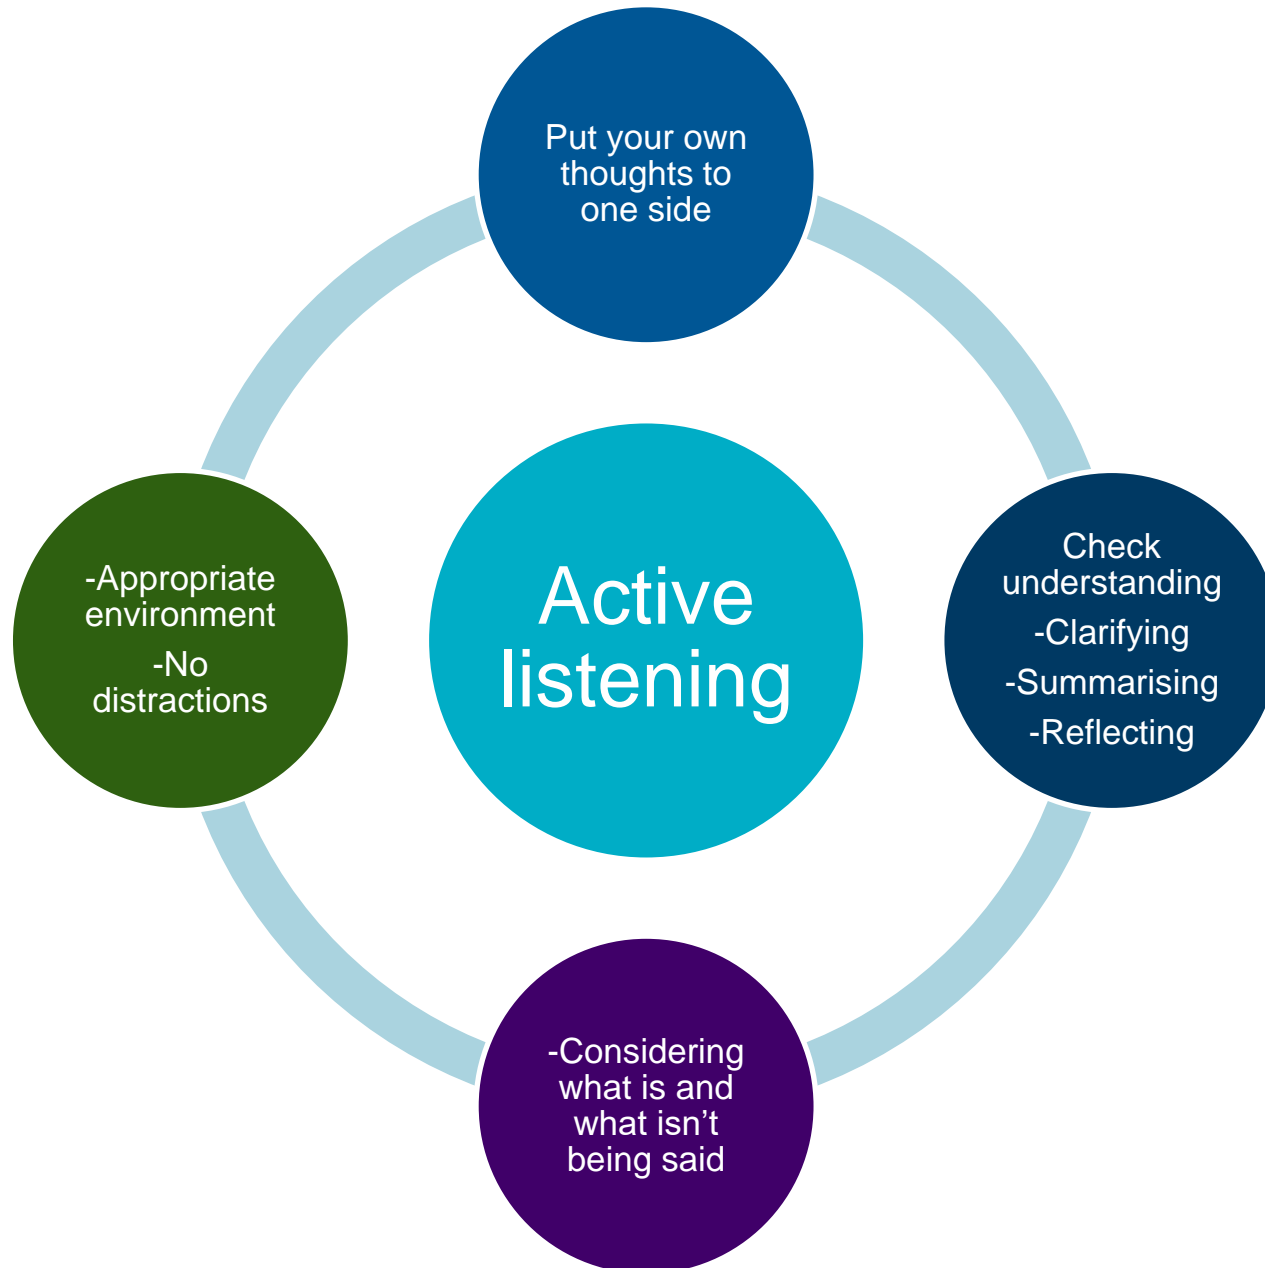 Put your own
thoughts to
one side
-Appropriate
environment
-No
distractions
Active
listening
Check
understanding
-Clarifying
-Summarising
-Reflecting
-Considering
what is and
what isn’t
being said